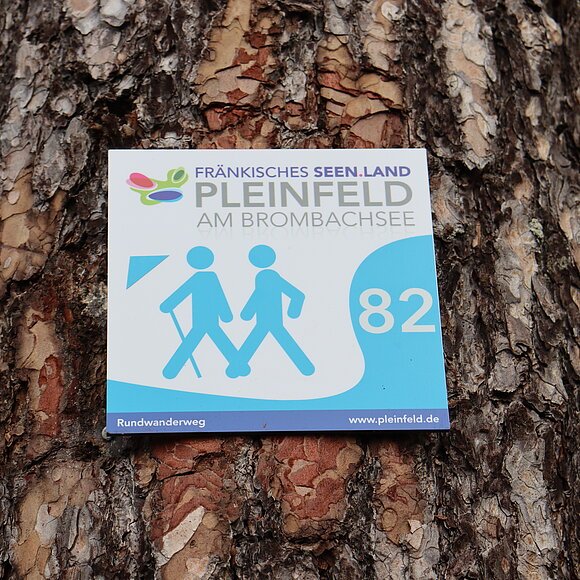 FRÄNKISCHES SEEN.LAND
PLEINFELD
AM BROMBACHSEE
82
Rundwanderweg www.pleinfeld.de